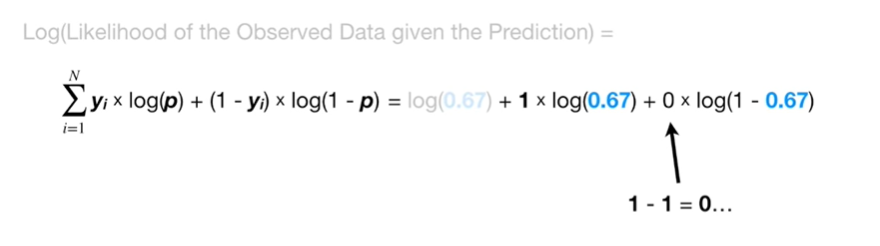 Log(Likelihood of the Observed Data given the Prediction) =
N
∑ yᵢ × log(p) + (1 - yᵢ) × log(1 - p) = log(0.67) + 1 × log(0.67) + 0 × log(1 - 0.67)
i=1
1 - 1 = 0...